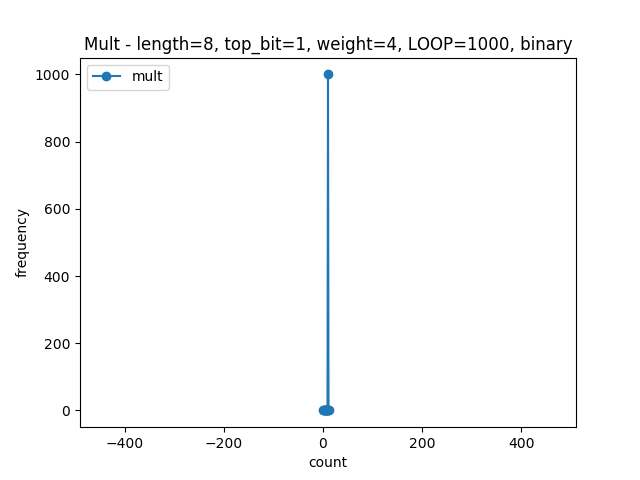 Mult - length=8, top_bit=1, weight=4, LOOP=1000, binary
mult
1000
800
600
400
200
0
frequency
−400
−200
0
200
400
count